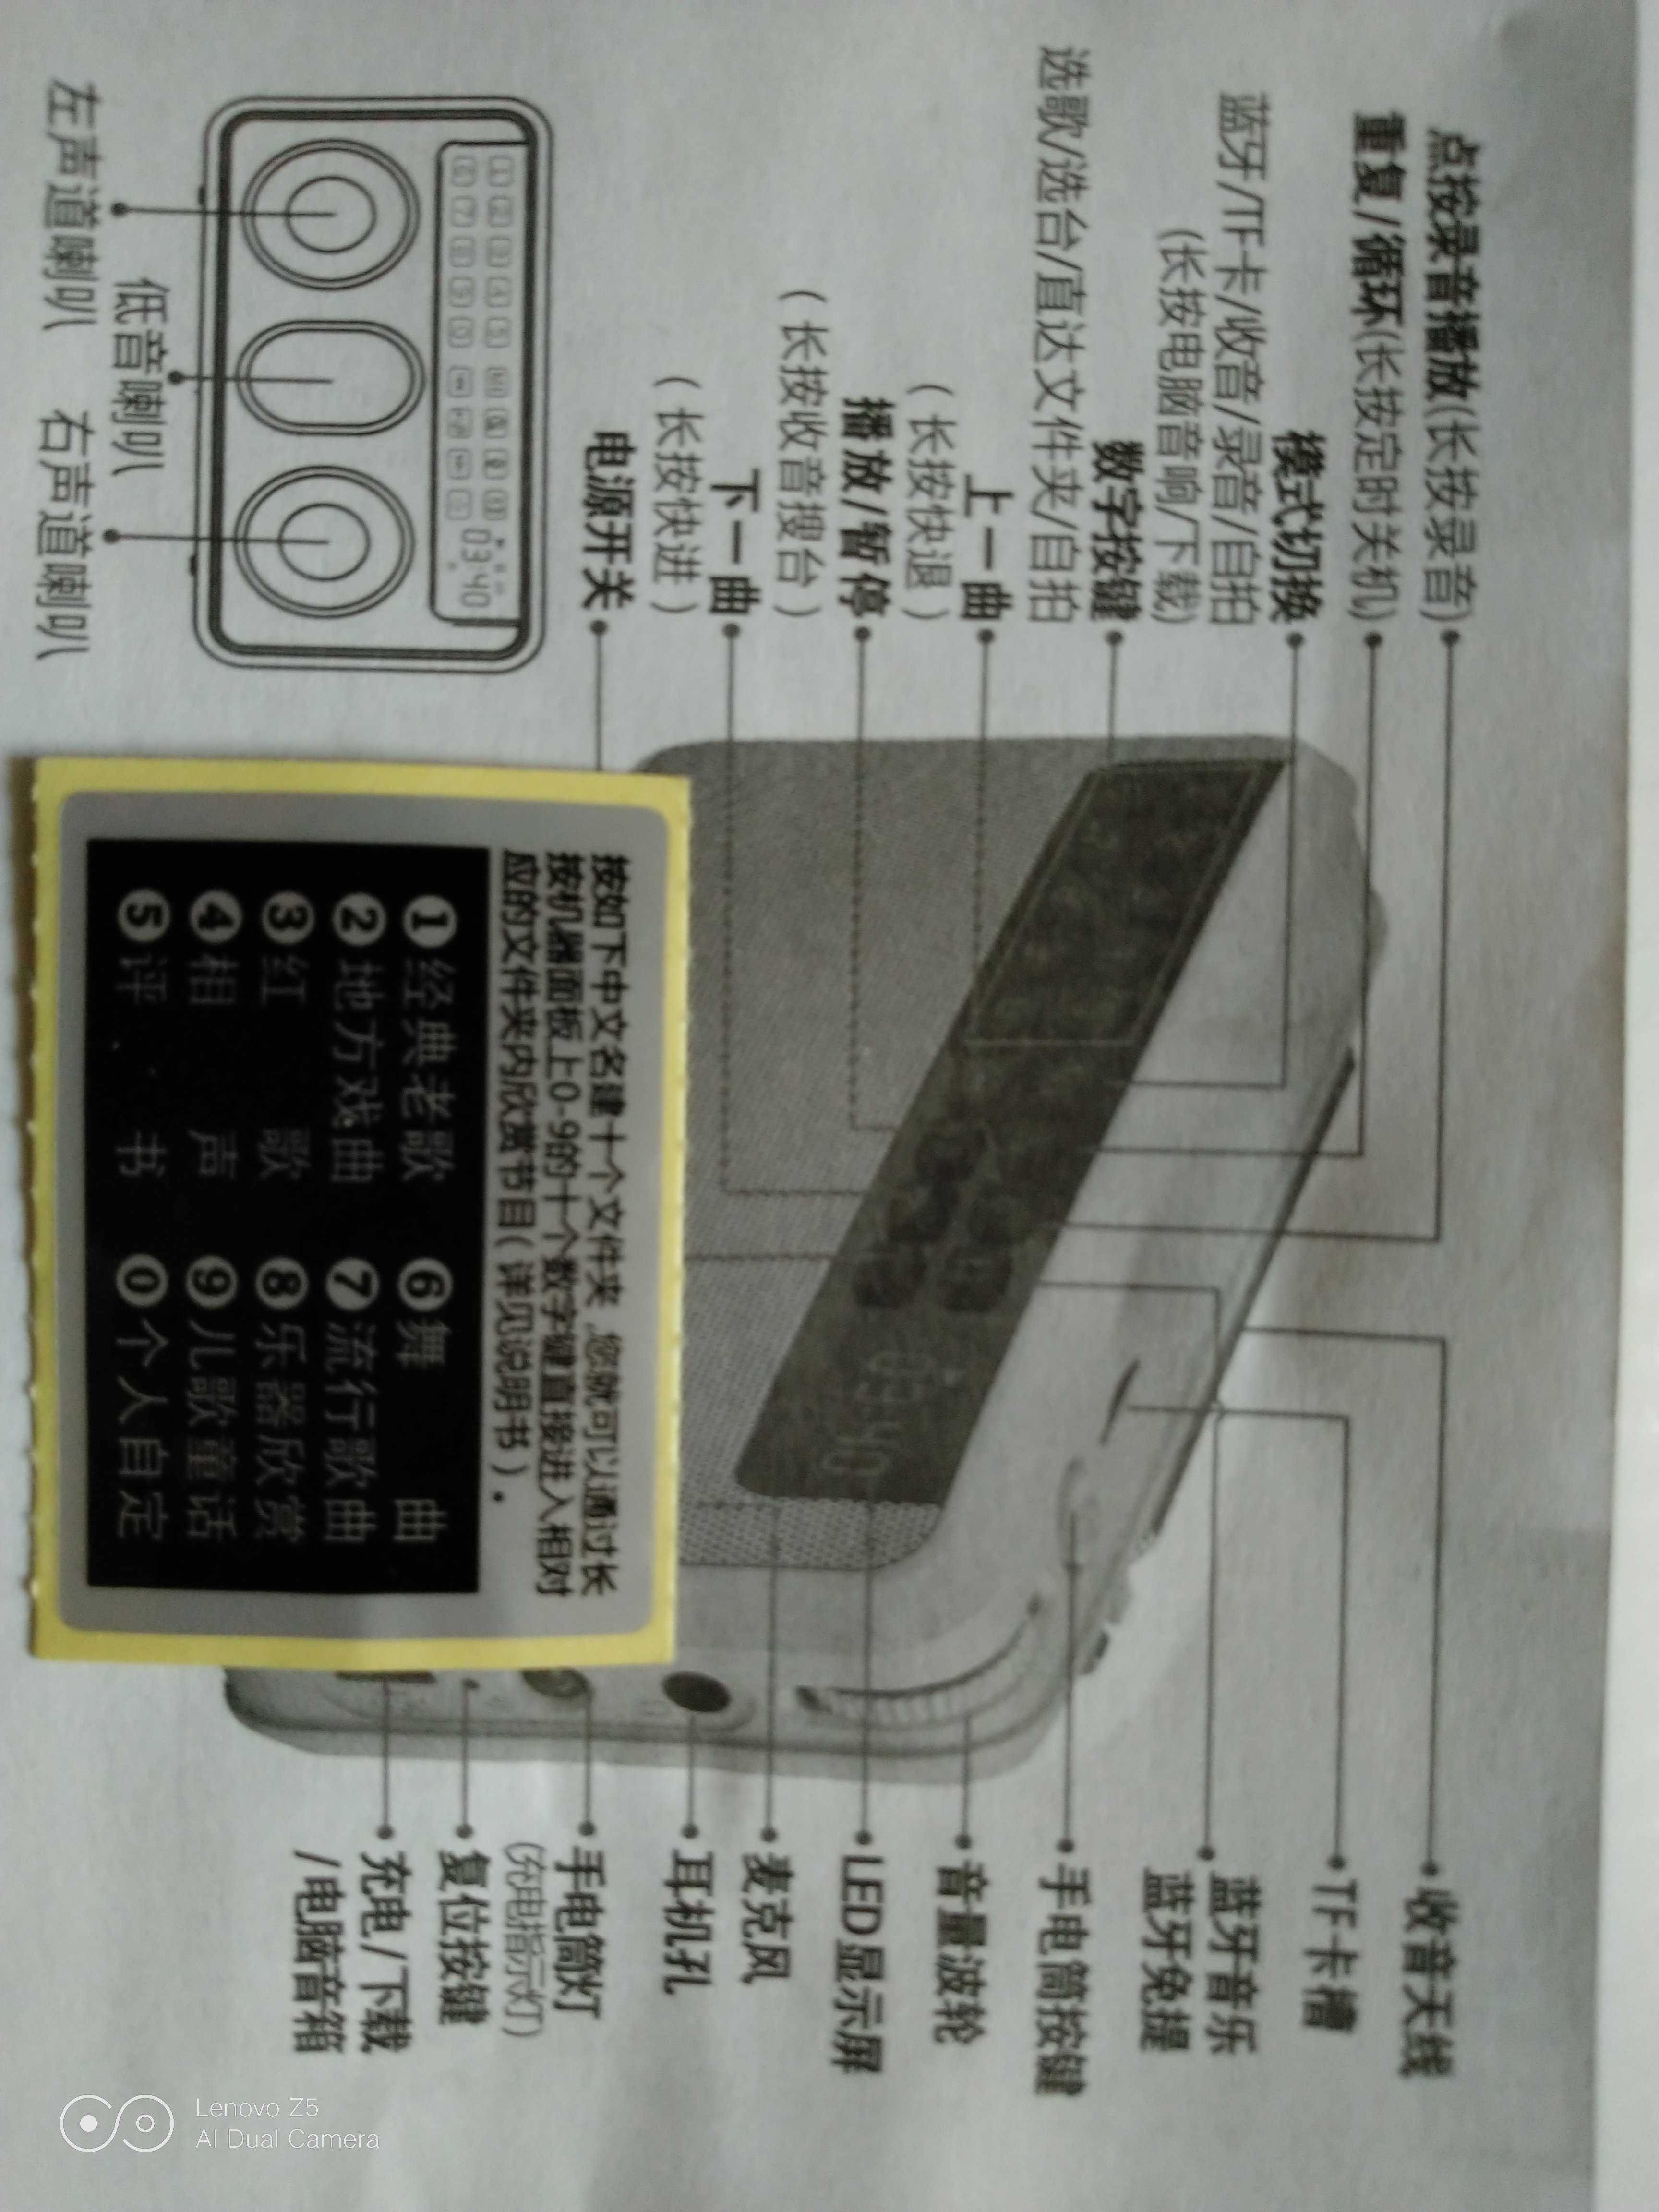 点按录音播放(长按录音)
重复/循环(长按定时关机)
模式切换
蓝牙/TF卡/收音/录音/自拍
(长按电脑音响/下载)
数字按键
选歌/选台/直达文件夹/自拍
上一曲
(长按快退)
播放/暂停
(长按收音搜台)
下一曲
(长按快进)
电源开关
收音天线
TF卡槽
蓝牙音乐
蓝牙免提
手电筒按键
音量波轮
LED显示屏
麦克风
耳机孔
手电筒灯
(充电指示灯)
复位按键
充电/下载
/电脑音箱
03:40
1 2 3 4 5
6 7 8 9 0
03:40
低音喇叭
左声道喇叭
右声道喇叭
按如下中文名建十个文件夹,您就可以通过长
按机器面板上0-9的十个数字键直接进入相对
应的文件夹内欣赏节目(详见说明书).
1 经典老歌
2 地方戏曲
3 红歌
4 相声
5 评书
6 舞曲
7 流行歌曲
8 乐器欣赏
9 儿歌童话
0 个人自定
Lenovo Z5
AI Dual Camera